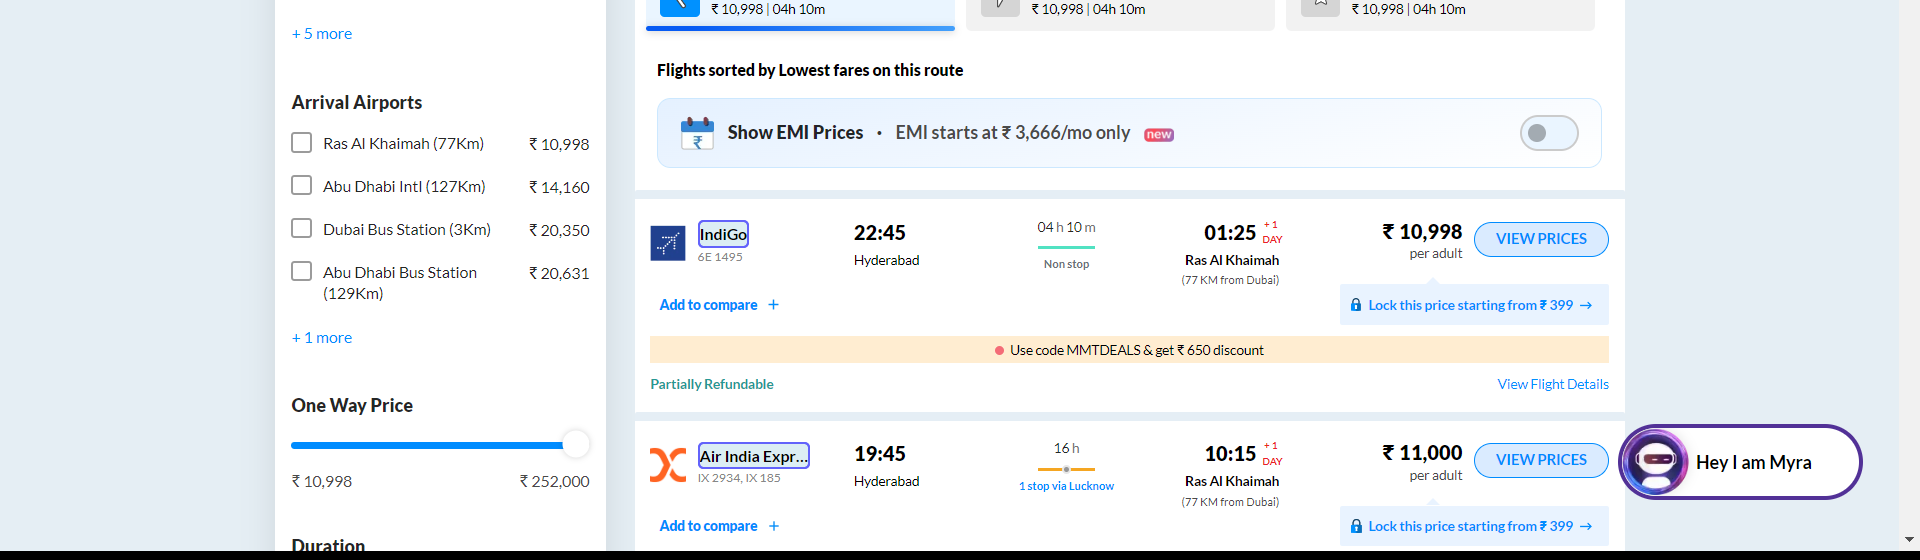 ₹ 10,998 | 04h 10m
₹ 10,998 | 04h 10m
₹ 10,998 | 04h 10m
+ 5 more
Arrival Airports
Ras Al Khaimah (77Km) ₹ 10,998
Abu Dhabi Intl (127Km) ₹ 14,160
Dubai Bus Station (3Km) ₹ 20,350
Abu Dhabi Bus Station ₹ 20,631
(129Km)
+ 1 more
One Way Price
₹ 10,998 ₹ 252,000
Duration
Flights sorted by Lowest fares on this route
Show EMI Prices • EMI starts at ₹ 3,666/mo only new
IndiGo
6E 1495
22:45
Hyderabad
04 h 10 m
Non stop
01:25 + 1 DAY
Ras Al Khaimah
(77 KM from Dubai)
₹ 10,998
per adult
VIEW PRICES
Add to compare +
Lock this price starting from ₹ 399 →
Use code MMTDEALS & get ₹ 650 discount
Partially Refundable
View Flight Details
Air India Expr...
IX 2934, IX 185
19:45
Hyderabad
16 h
1 stop via Lucknow
10:15 + 1 DAY
Ras Al Khaimah
(77 KM from Dubai)
₹ 11,000
per adult
VIEW PRICES
Add to compare +
Lock this price starting from ₹ 399 →
Hey I am Myra